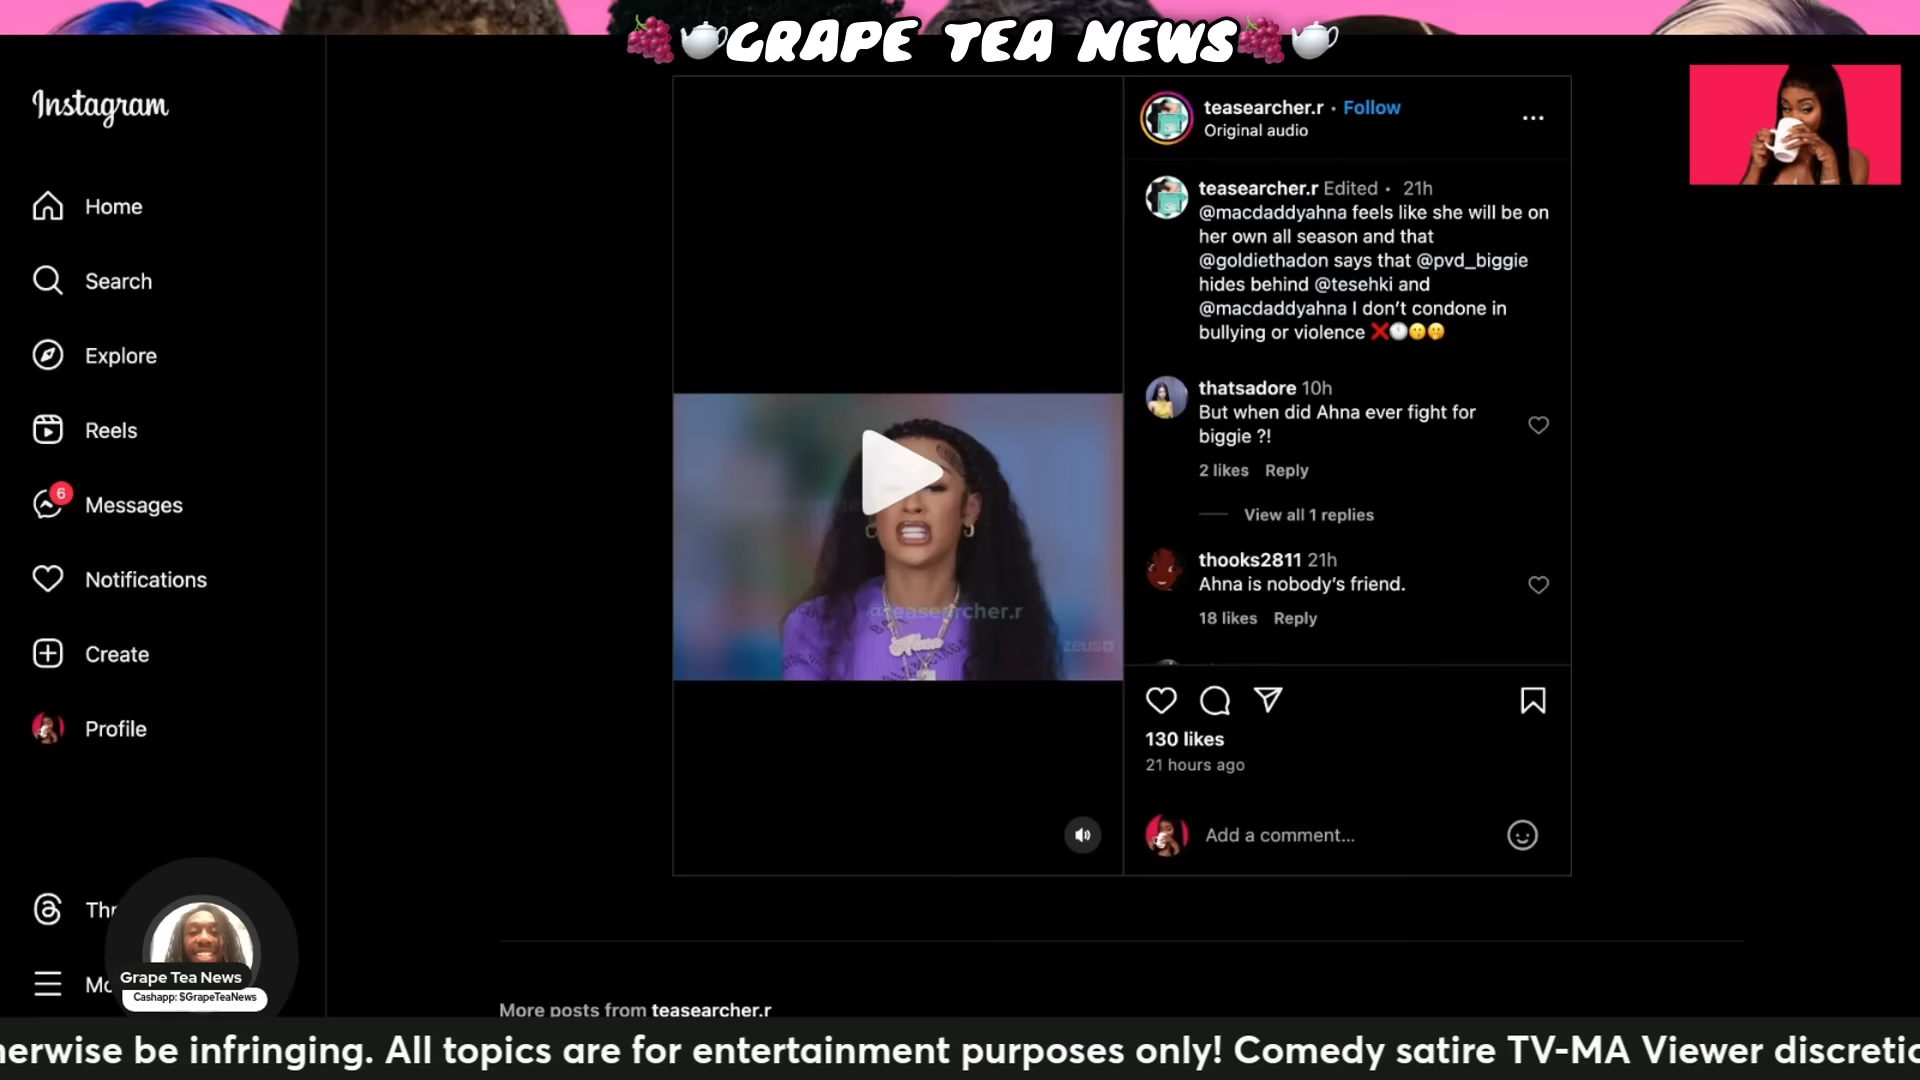 GRAPE TEA NEWS
Instagram
Home
Search
Explore
Reels
6
Messages
Notifications
Create
Profile
Thr
Mo
Grape Tea News
Cashapp: $GrapeTeaNews
@teasearcher.r
zeus
teasearcher.r • Follow
Original audio
teasearcher.r Edited • 21h
@macdaddyahna feels like she will be on
her own all season and that
@goldiethadon says that @pvd_biggie
hides behind @tesehki and
@macdaddyahna I don’t condone in
bullying or violence
thatsadore 10h
But when did Ahna ever fight for
biggie ?!
2 likes Reply
View all 1 replies
thooks2811 21h
Ahna is nobody’s friend.
18 likes Reply
130 likes
21 hours ago
Add a comment...
More posts from teasearcher.r
herwise be infringing. All topics are for entertainment purposes only! Comedy satire TV-MA Viewer discretio